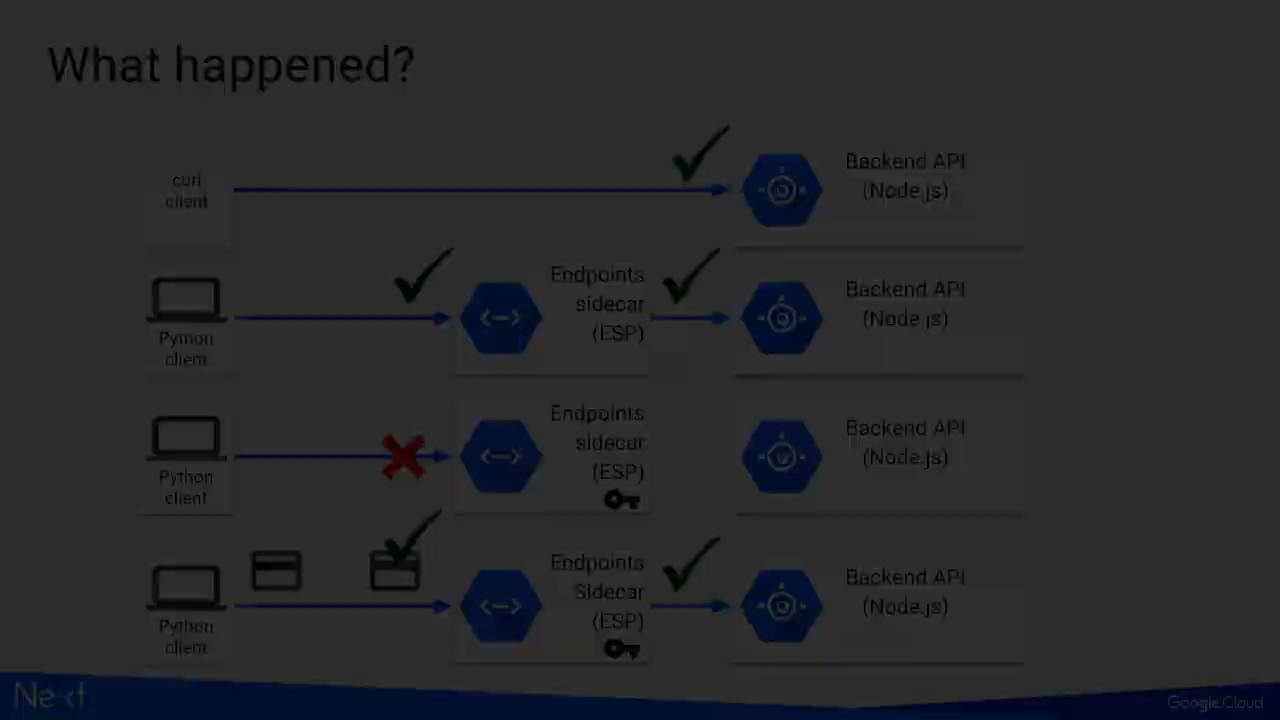 What happened?
curl
client
Backend API
(Node.js)
Python
client
Endpoints
sidecar
(ESP)
Backend API
(Node.js)
Python
client
Endpoints
sidecar
(ESP)
Backend API
(Node.js)
Python
client
Endpoints
Sidecar
(ESP)
Backend API
(Node.js)
Next
Google Cloud